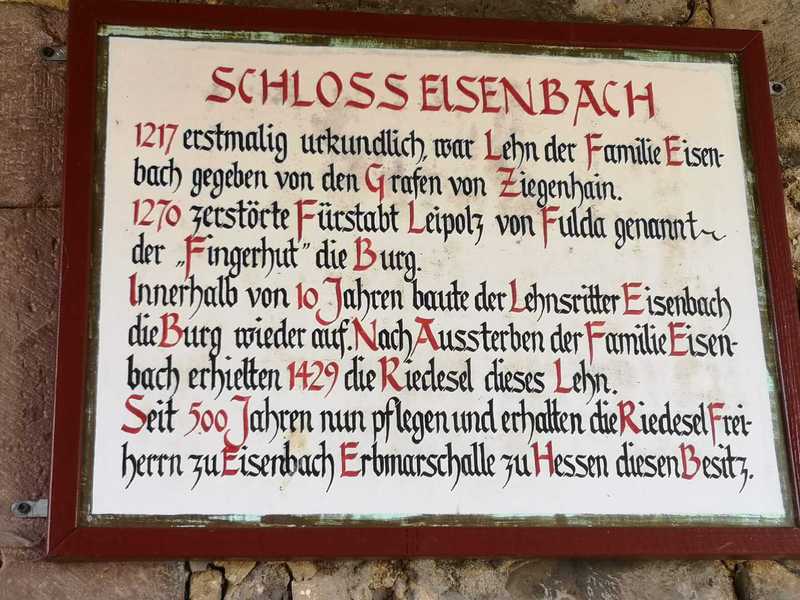 SCHLOSS EISENBACH
1217 erstmalig urkundlich, war Lehn der Familie Eisen-
bach gegeben von den Grafen von Ziegenhain.
1270 zerstörte Fürstabt Leipolz von Fulda genannt~
der „Fingerhut" die Burg.
Innerhalb von 10 Jahren baute der Lehnsritter Eisenbach
die Burg wieder auf. Nach Aussterben der Familie Eisen-
bach erhielten 1429 die Riedesel dieses Lehn.
Seit 500 Jahren nun pflegen und erhalten die Riedesel Frei-
herrn zu Eisenbach Erbmarschalle zu Hessen diesen Besitz.